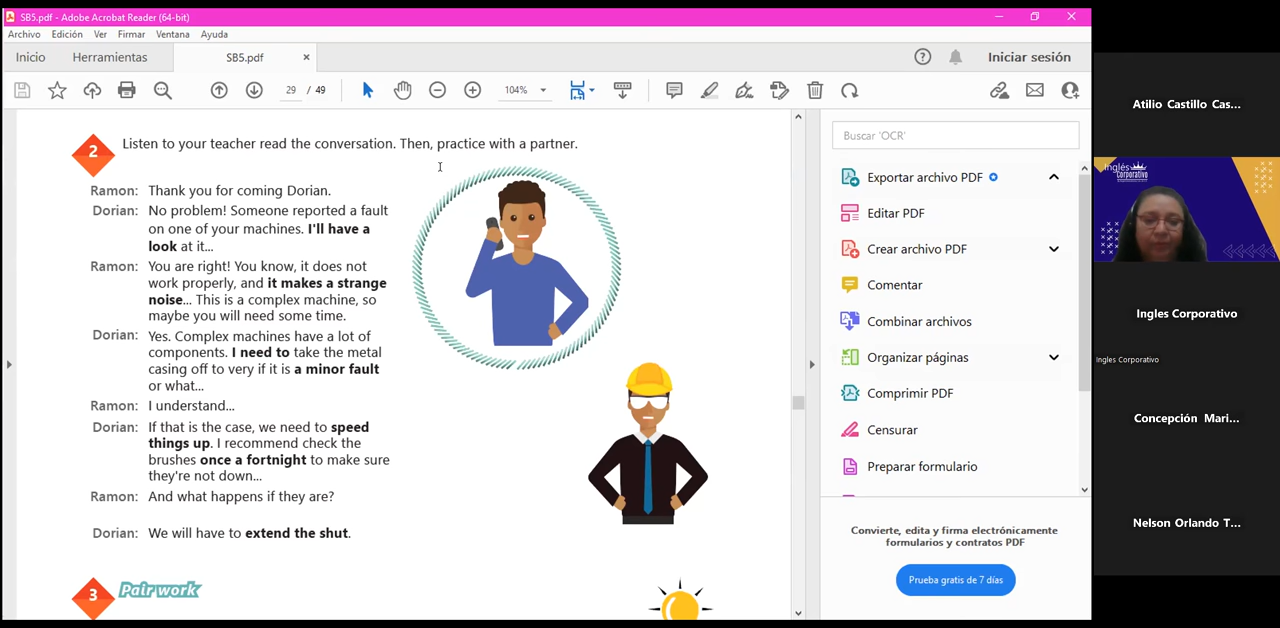 SB5.pdf - Adobe Acrobat Reader (64-bit)
Archivo Edición Ver Firmar Ventana Ayuda
Inicio Herramientas SB5.pdf × Iniciar sesión
29 / 49 104%
2 Listen to your teacher read the conversation. Then, practice with a partner.
Ramon: Thank you for coming Dorian.
Dorian: No problem! Someone reported a fault
on one of your machines. I'll have a
look at it...
Ramon: You are right! You know, it does not
work properly, and it makes a strange
noise... This is a complex machine, so
maybe you will need some time.
Dorian: Yes. Complex machines have a lot of
components. I need to take the metal
casing off to very if it is a minor fault
or what...
Ramon: I understand...
Dorian: If that is the case, we need to speed
things up. I recommend check the
brushes once a fortnight to make sure
they're not down...
Ramon: And what happens if they are?
Dorian: We will have to extend the shut.
3 Pair work
Buscar 'OCR'
Exportar archivo PDF
Editar PDF
Crear archivo PDF
Comentar
Combinar archivos
Organizar páginas
Comprimir PDF
Censurar
Preparar formulario
Convierte, edita y firma electrónicamente
formularios y contratos PDF
Prueba gratis de 7 días
Atilio Castillo Cas...
Inglés
Corporativo
Ingles Corporativo
Ingles Corporativo
Concepción Mari...
Nelson Orlando T...